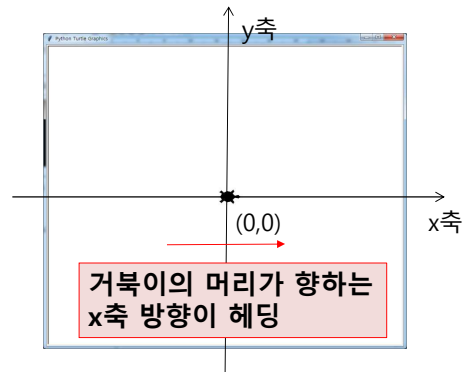 y축
Python Turtle Graphics
(0,0)
x축
거북이의 머리가 향하는
x축 방향이 헤딩